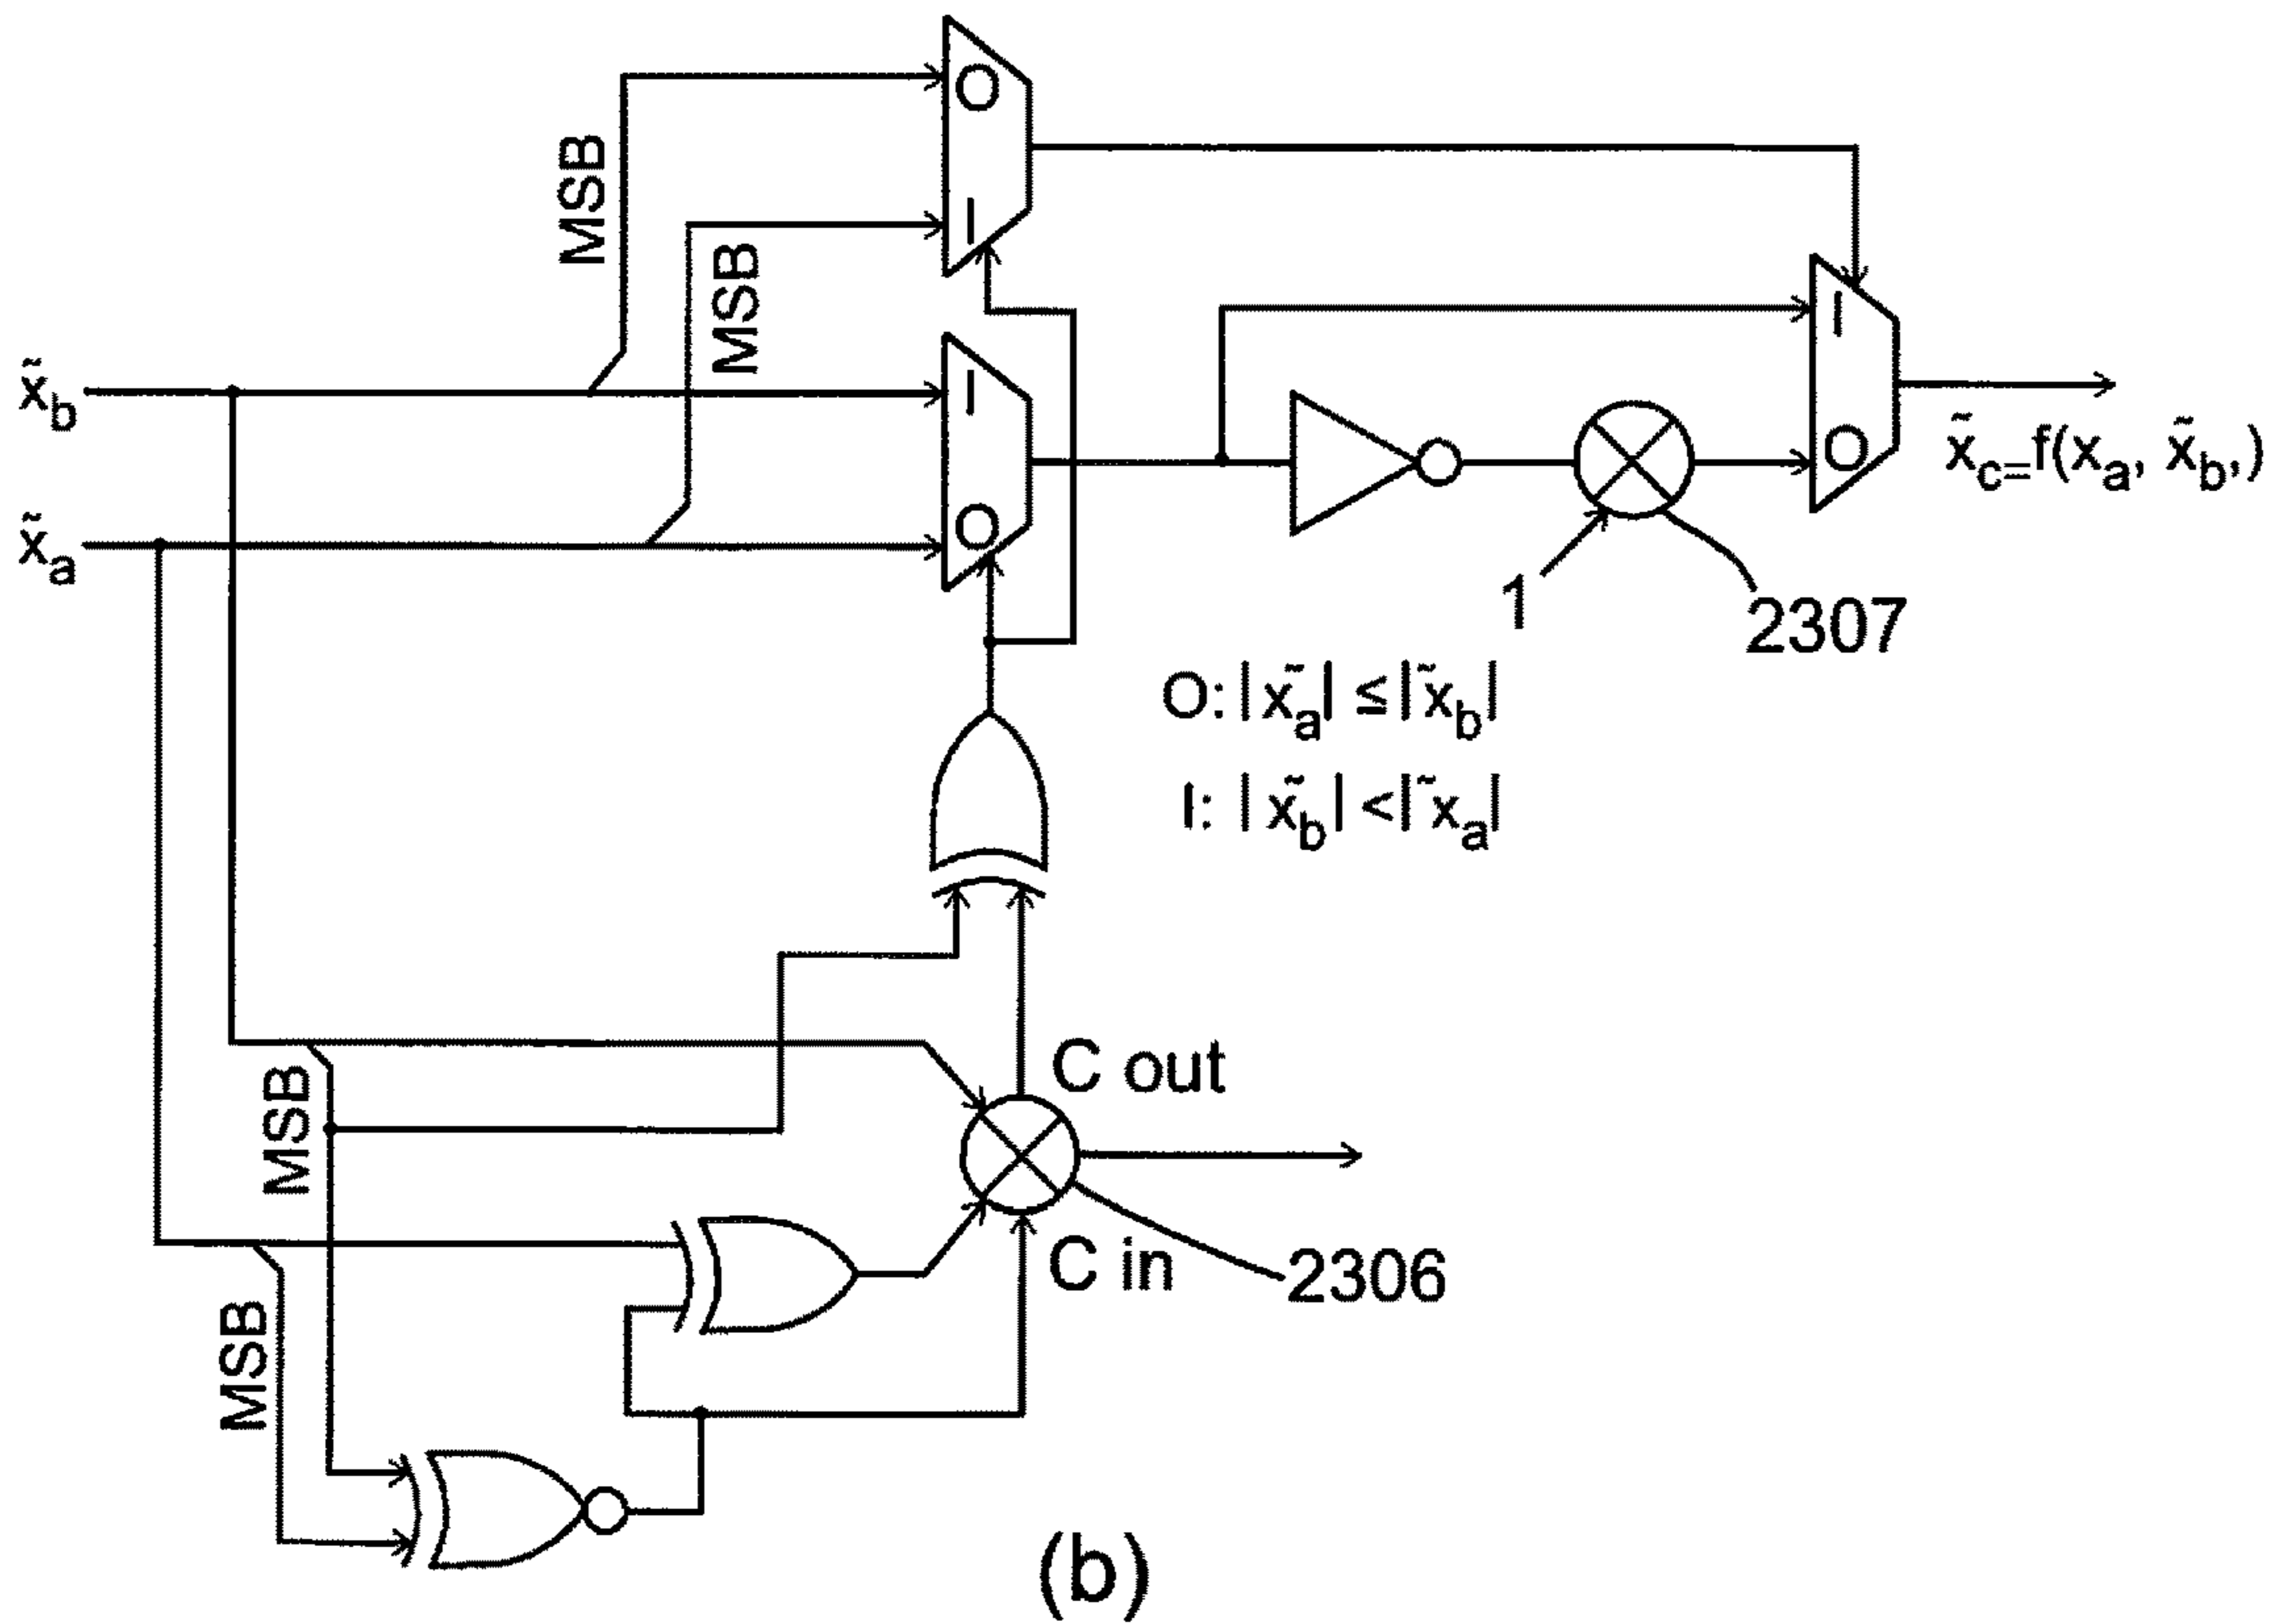 O
MSB
I
MSB
I
x̃b
I
O
x̃a
O
x̃c=f(xa, x̃b,)
1
2307
O: |x̃a| ≤ |x̃b|
I: |x̃b| < |x̃a|
C out
MSB
C in
2306
MSB
(b)